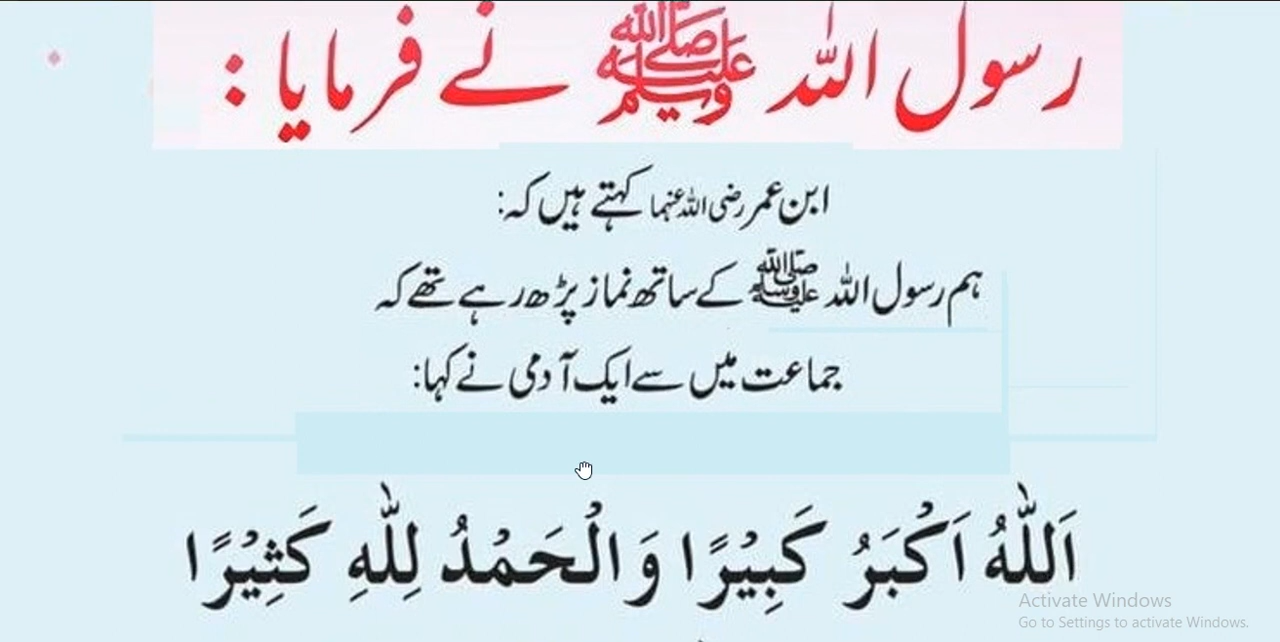 رسول اللہ ﷺ نے فرمایا :
ابن عمر رضی اللہ عنہما کہتے ہیں کہ:
ہم رسول اللہ ﷺ کے ساتھ نماز پڑھ رہے تھے کہ
جماعت میں سے ایک آدمی نے کہا:
اَللّٰهُ اَكْبَرُ كَبِيْرًا وَالْحَمْدُ لِلّٰهِ كَثِيْرًا
Activate Windows
Go to Settings to activate Windows.